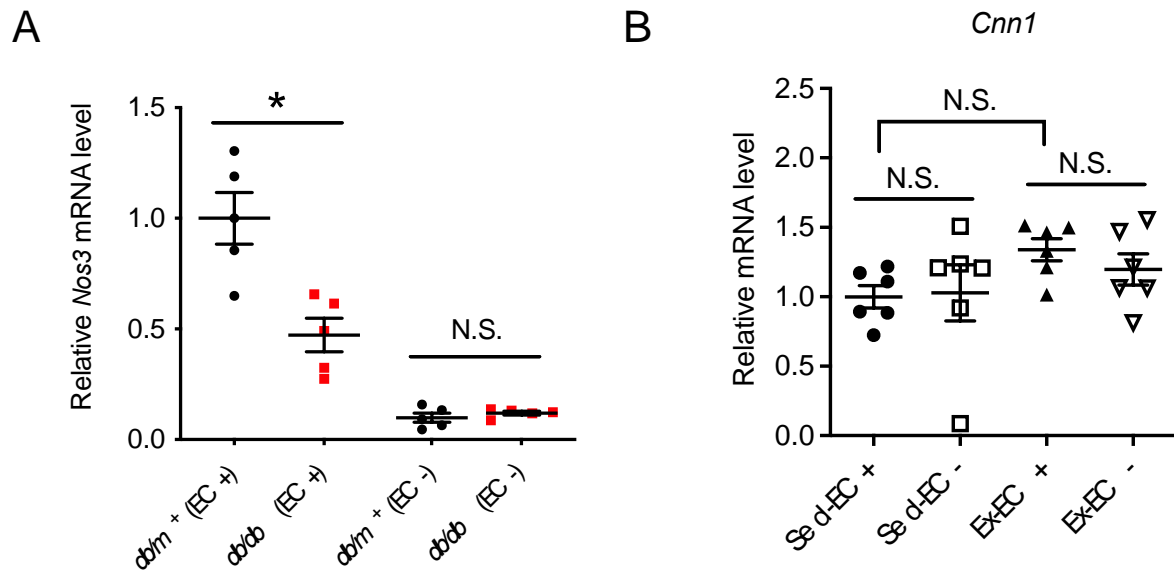 A
Relative Nos3 mRNA level
1.5
1.0
0.5
0.0
*
N.S.
db/m + (EC +)
db/db (EC +)
db/m + (EC -)
db/db (EC -)
B
Cnn1
Relative mRNA level
2.5
2.0
1.5
1.0
0.5
0.0
N.S.
N.S.
N.S.
Se d-EC +
Se d-EC -
Ex-EC +
Ex-EC -